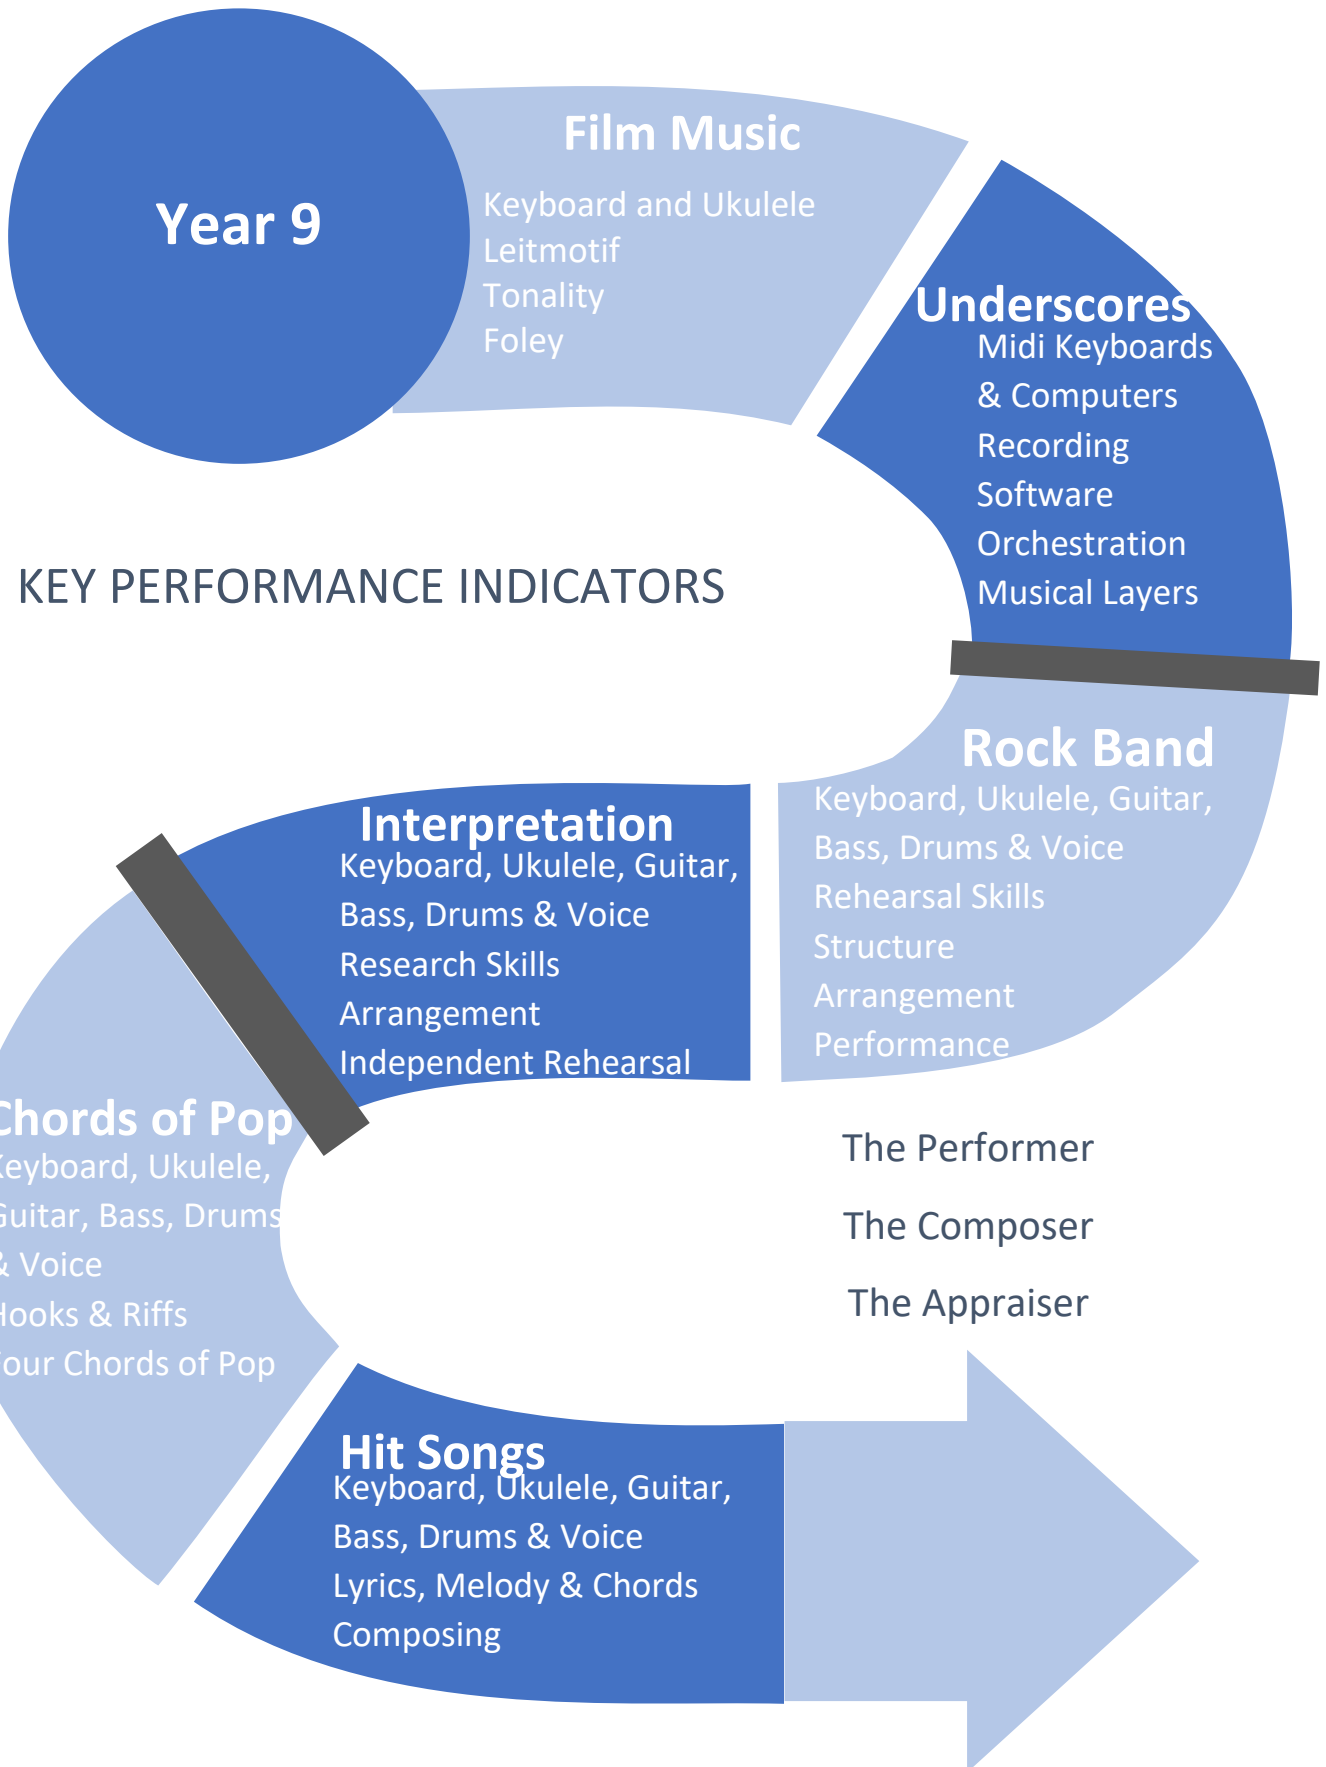 Year 9
Film Music
Keyboard and Ukulele
Leitmotif
Tonality
Foley
Underscores
Midi Keyboards
& Computers
Recording
Software
Orchestration
Musical Layers
KEY PERFORMANCE INDICATORS
Rock Band
Keyboard, Ukulele, Guitar,
Bass, Drums & Voice
Rehearsal Skills
Structure
Arrangement
Performance
Interpretation
Keyboard, Ukulele, Guitar,
Bass, Drums & Voice
Research Skills
Arrangement
Independent Rehearsal
Chords of Pop
Keyboard, Ukulele,
Guitar, Bass, Drums
& Voice
Hooks & Riffs
Four Chords of Pop
The Performer
The Composer
The Appraiser
Hit Songs
Keyboard, Ukulele, Guitar,
Bass, Drums & Voice
Lyrics, Melody & Chords
Composing